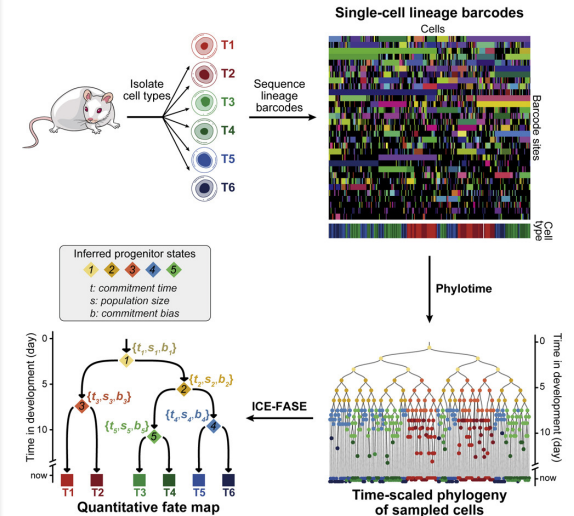 Single-cell lineage barcodes
Cells
Isolate
cell types
Sequence
lineage
barcodes
T1
T2
T3
T4
T5
T6
Barcode sites
Cell
type
Phylotime
Inferred progenitor states
1 2 3 4 5
t: commitment time
s: population size
b: commitment bias
Time in development (day)
0
5
10
now
1
{t₁,s₁,b₁}
2
{t₂,s₂,b₂}
3
{t₃,s₃,b₃}
4
{t₄,s₄,b₄}
5
{t₅,s₅,b₅}
T1 T2 T3 T4 T5 T6
Quantitative fate map
ICE-FASE
0
5
10
now
Time in development (day)
Time-scaled phylogeny
of sampled cells